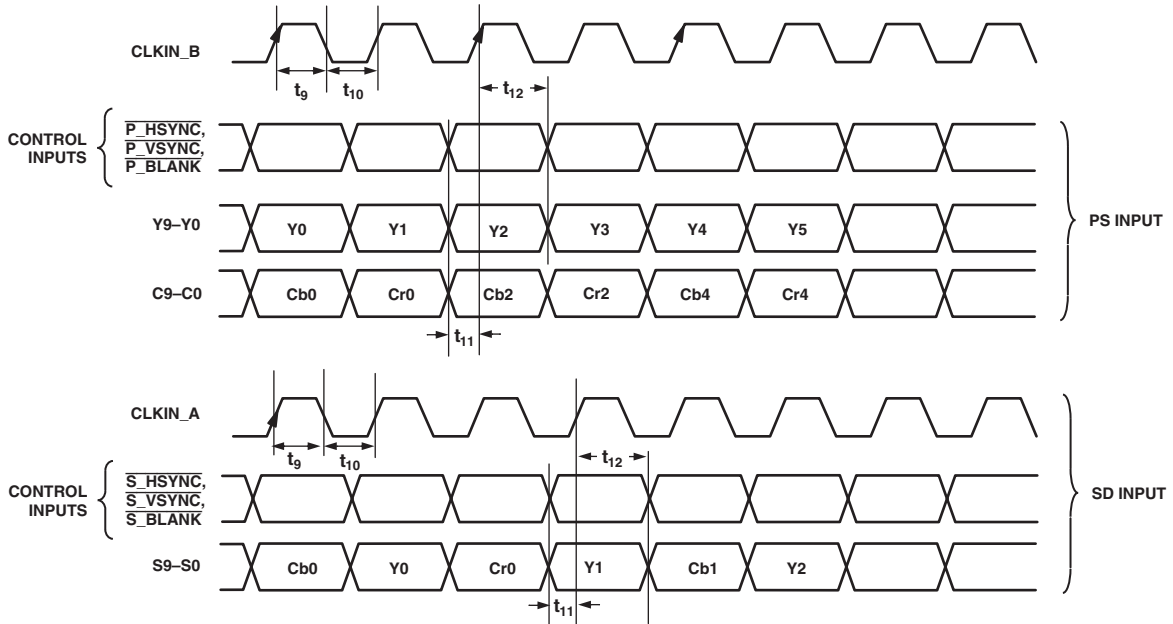 CLKIN_B
t9 t10 t12
CONTROL INPUTS
P_HSYNC,
P_VSYNC,
P_BLANK
Y9–Y0 Y0 Y1 Y2 Y3 Y4 Y5
PS INPUT
C9–C0 Cb0 Cr0 Cb2 Cr2 Cb4 Cr4
t11
CLKIN_A
t9 t10 t12
CONTROL INPUTS
S_HSYNC,
S_VSYNC,
S_BLANK
SD INPUT
S9–S0 Cb0 Y0 Cr0 Y1 Cb1 Y2
t11